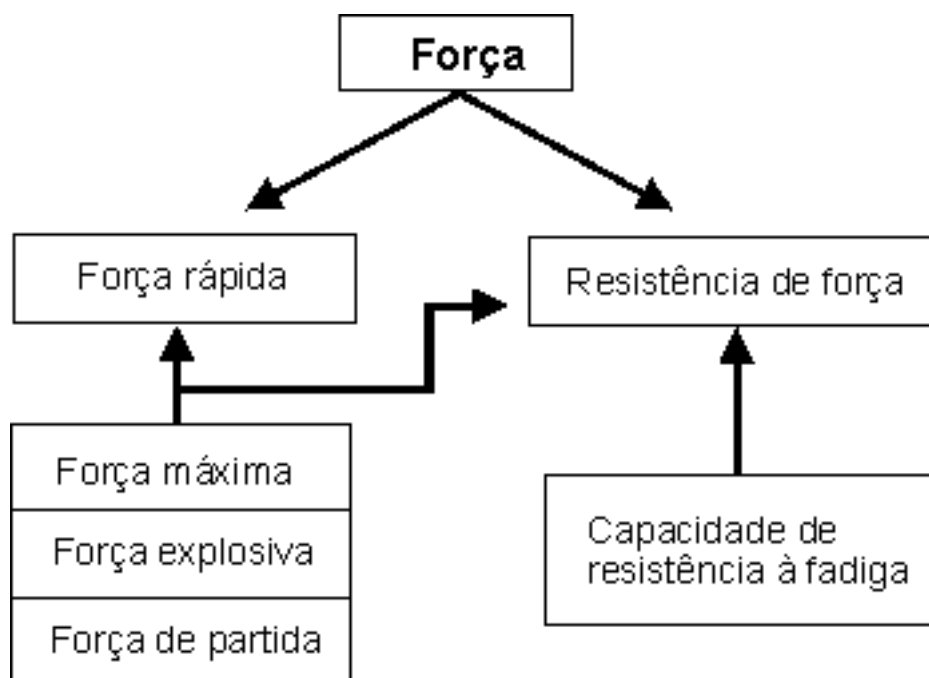 Força
Força rápida
Resistência de força
Força máxima
Força explosiva
Força de partida
Capacidade de
resistência à fadiga